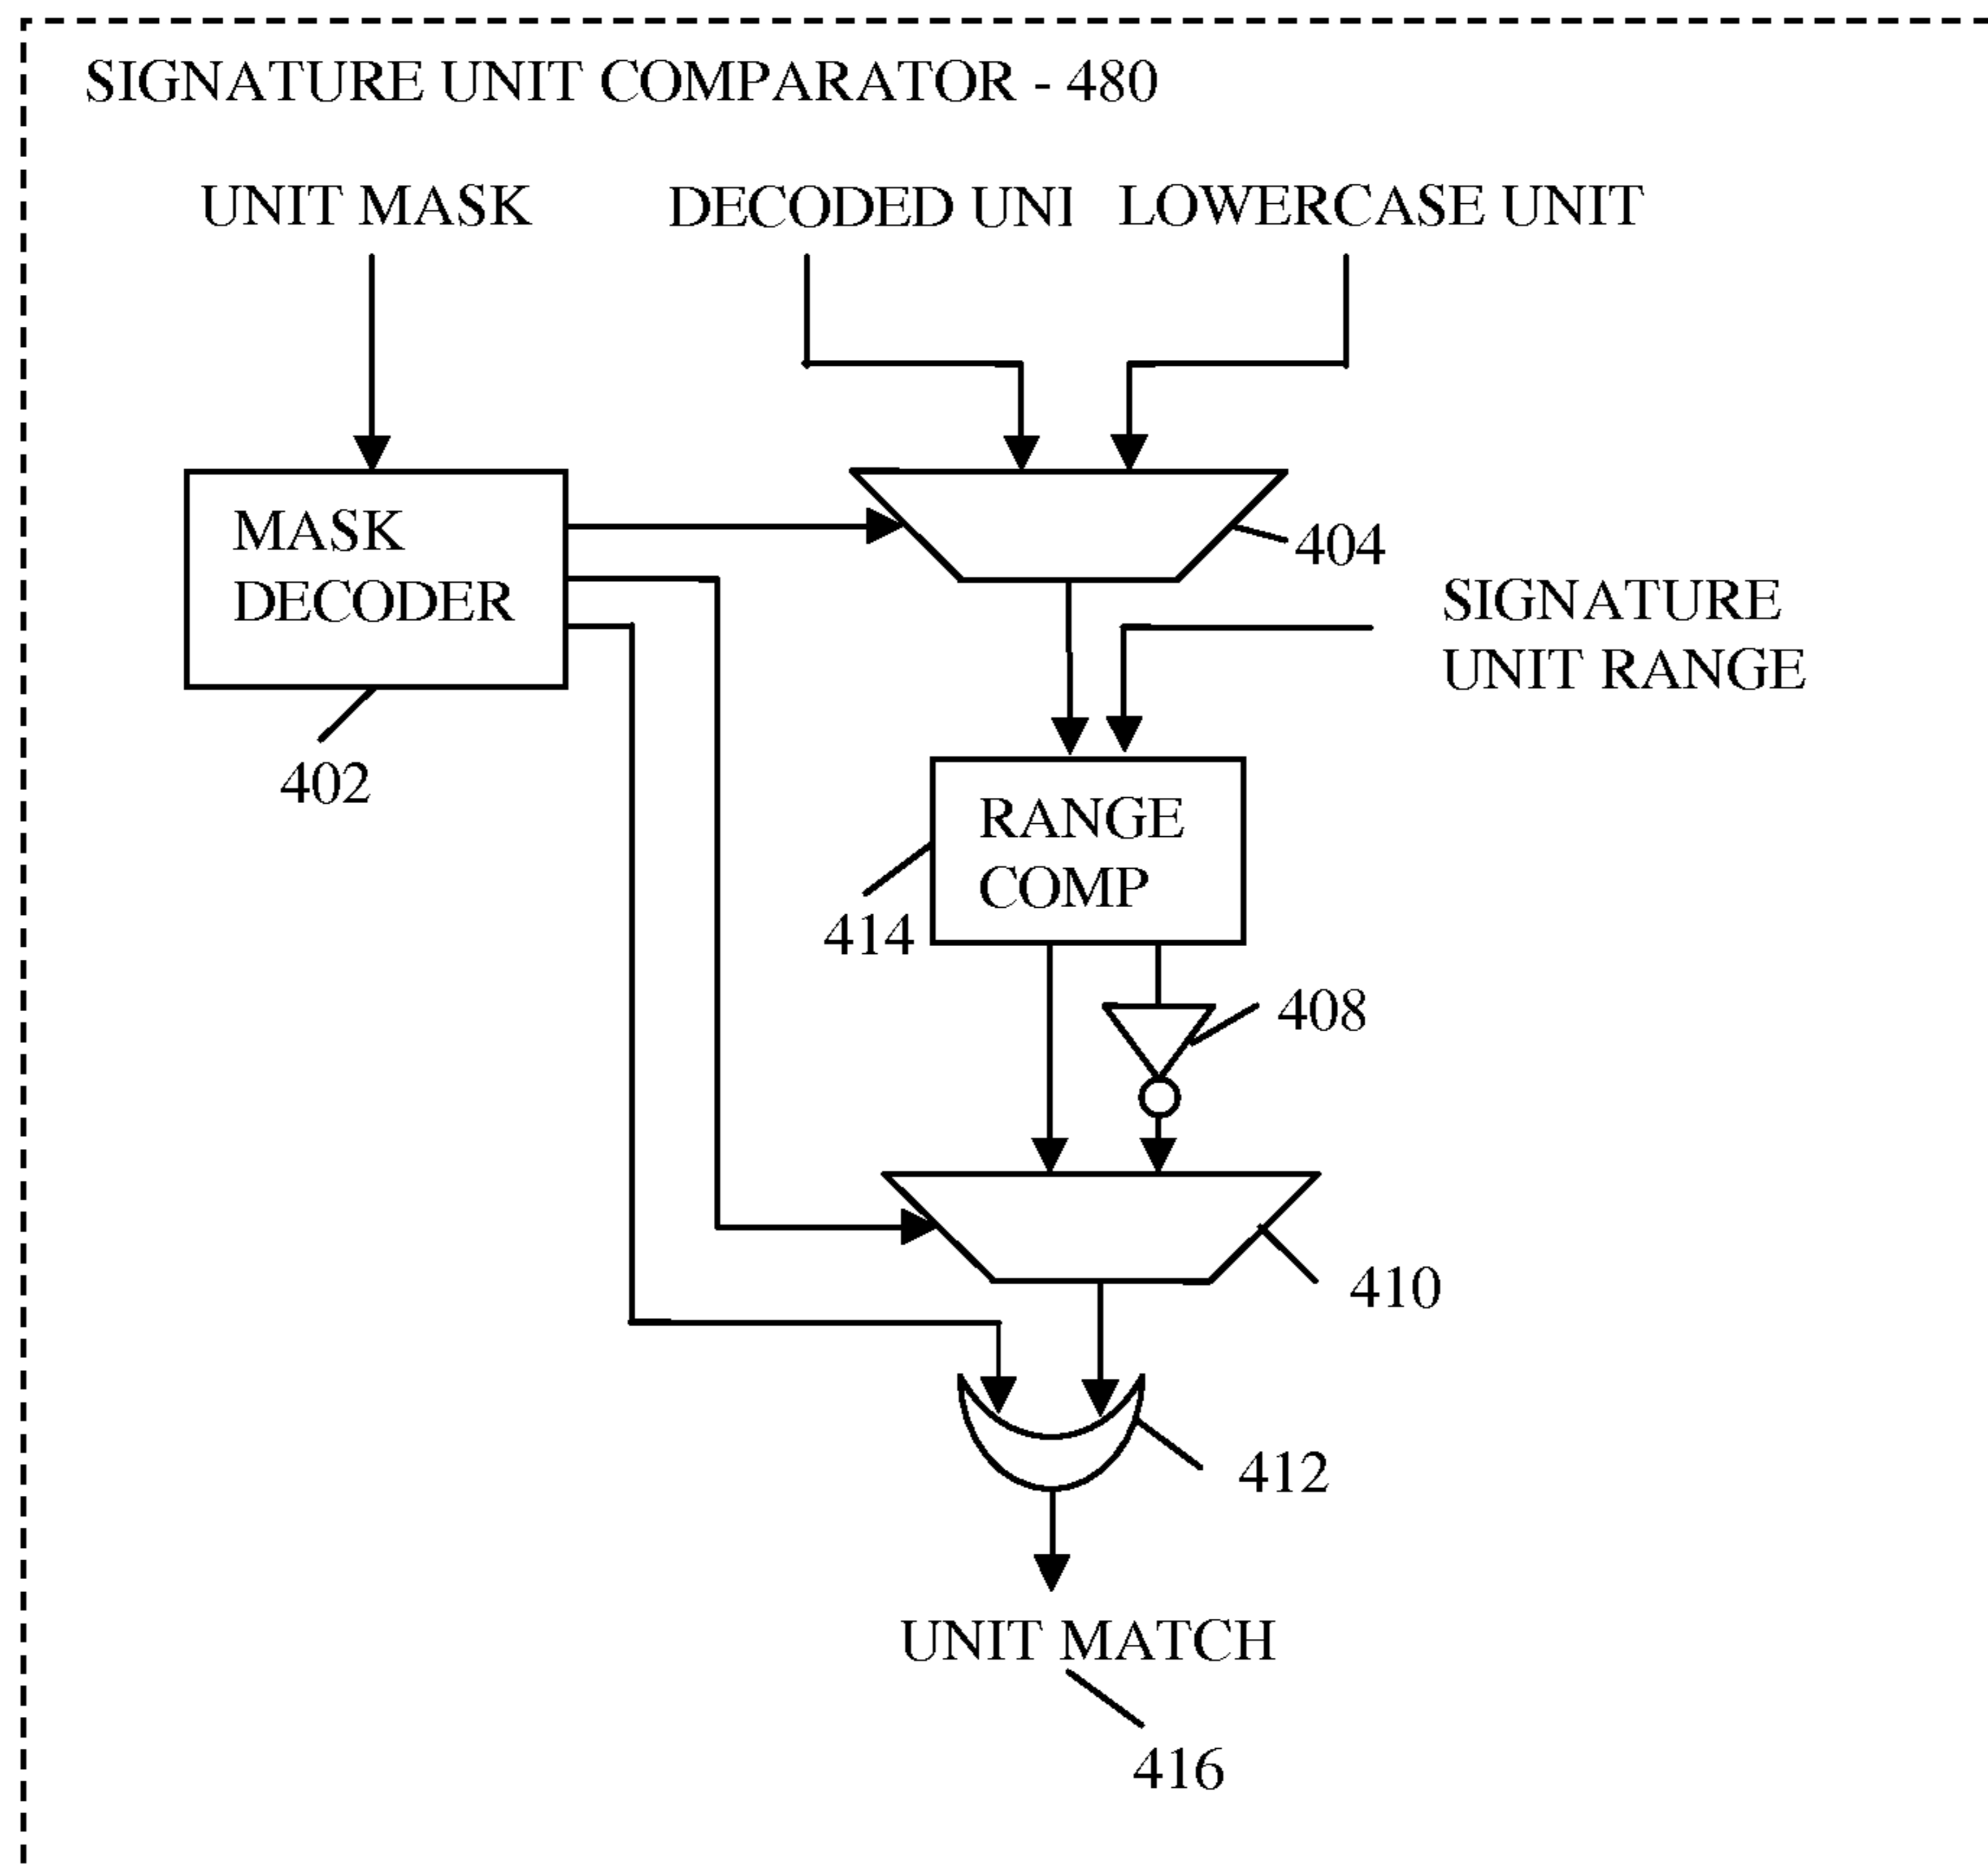 SIGNATURE UNIT COMPARATOR - 480
UNIT MASK
DECODED UNI
LOWERCASE UNIT
MASK
DECODER
404
SIGNATURE
UNIT RANGE
402
RANGE
COMP
414
408
410
412
UNIT MATCH
416